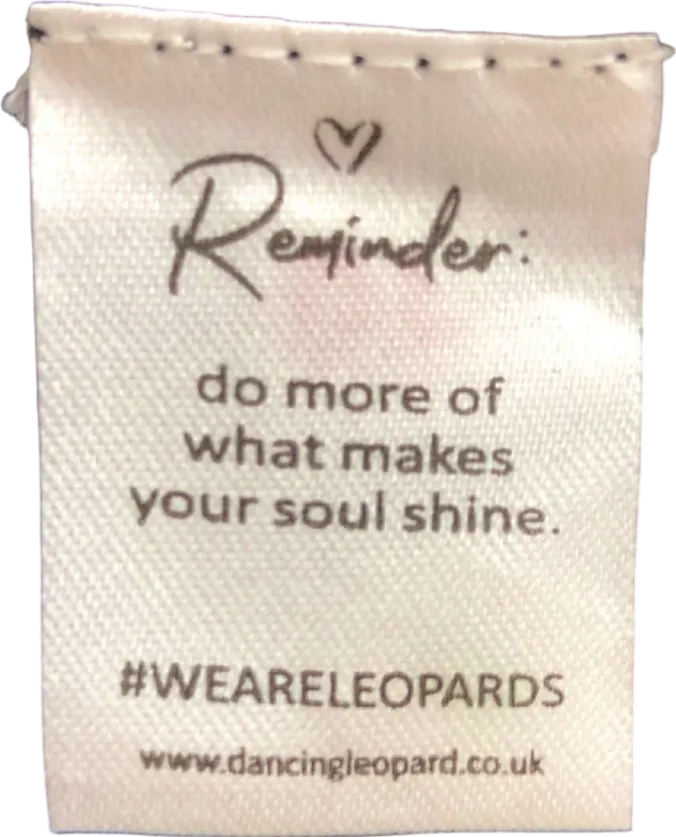 Reminder:
do more of
what makes
your soul shine.
#WEARELEOPARDS
www.dancingleopard.co.uk